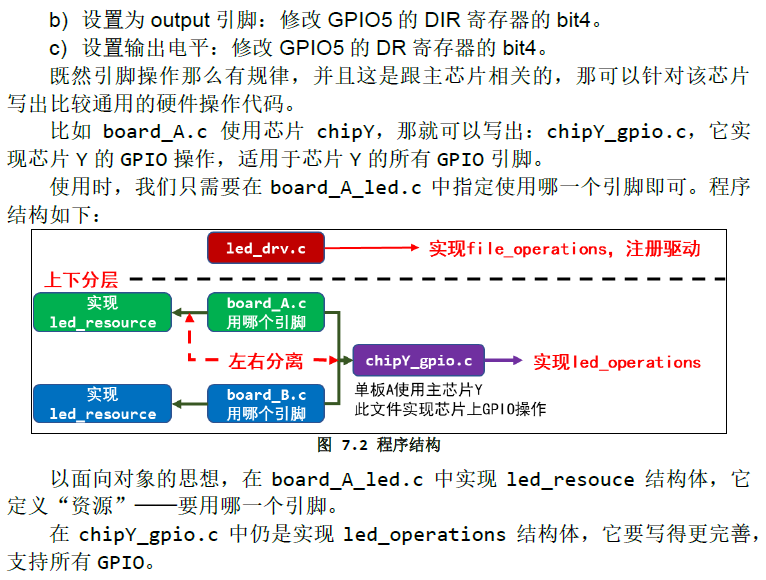 b) 设置为 output 引脚：修改 GPIO5 的 DIR 寄存器的 bit4。
c) 设置输出电平：修改 GPIO5 的 DR 寄存器的 bit4。
既然引脚操作那么有规律，并且这是跟主芯片相关的，那可以针对该芯片
写出比较通用的硬件操作代码。
比如 board_A.c 使用芯片 chipY，那就可以写出：chipY_gpio.c，它实
现芯片 Y 的 GPIO 操作，适用于芯片 Y 的所有 GPIO 引脚。
使用时，我们只需要在 board_A_led.c 中指定使用哪一个引脚即可。程序
结构如下：
led_drv.c
实现file_operations，注册驱动
上下分层
实现
led_resource
board_A.c
用哪个引脚
左右分离
chipY_gpio.c
实现led_operations
单板A使用主芯片Y
此文件实现芯片上GPIO操作
实现
led_resource
board_B.c
用哪个引脚
图 7.2 程序结构
以面向对象的思想，在 board_A_led.c 中实现 led_resouce 结构体，它
定义“资源”——要用哪一个引脚。
在 chipY_gpio.c 中仍是实现 led_operations 结构体，它要写得更完善，
支持所有 GPIO。